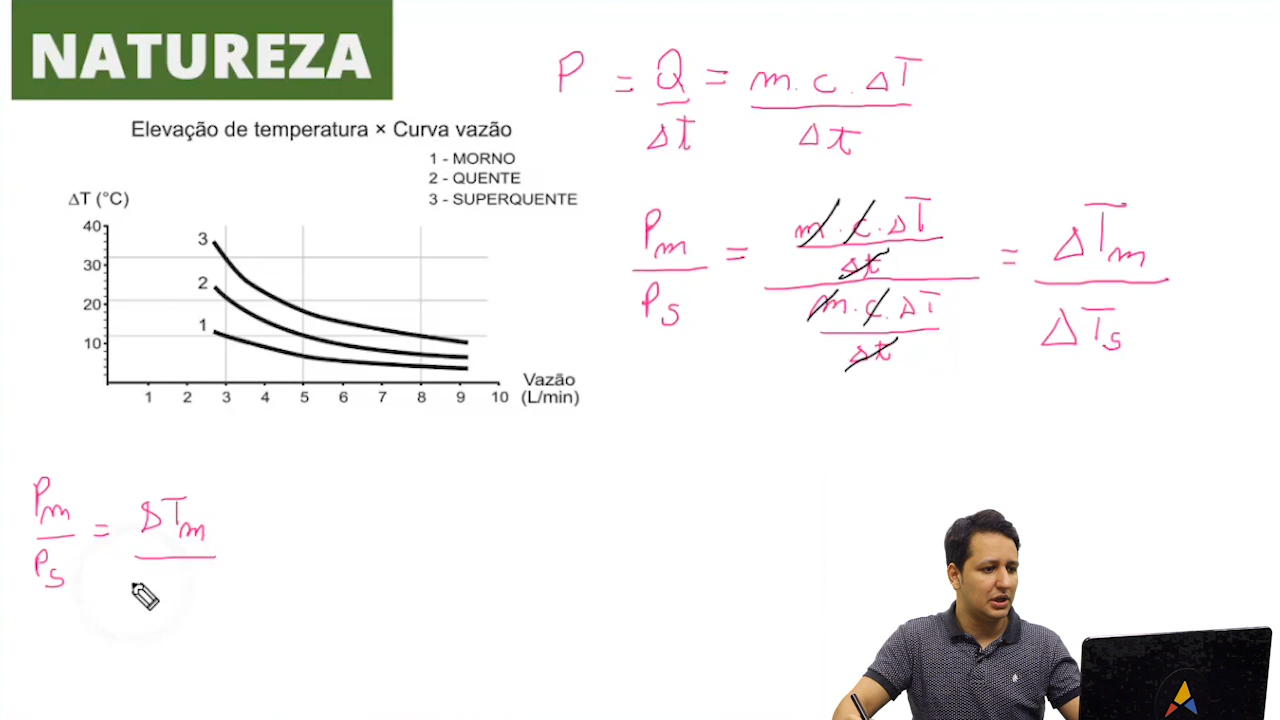 NATUREZA
P = Q/Δt = m.c.ΔT/Δt
Elevação de temperatura × Curva vazão
1 - MORNO
2 - QUENTE
3 - SUPERQUENTE
ΔT (°C)
40
30
20
10
3
2
1
1 2 3 4 5 6 7 8 9 10
Vazão
(L/min)
Pm/Ps = (m.c.ΔT/Δt)/(m.c.ΔT/Δt) = ΔTm/ΔTs
Pm/Ps = ΔTm